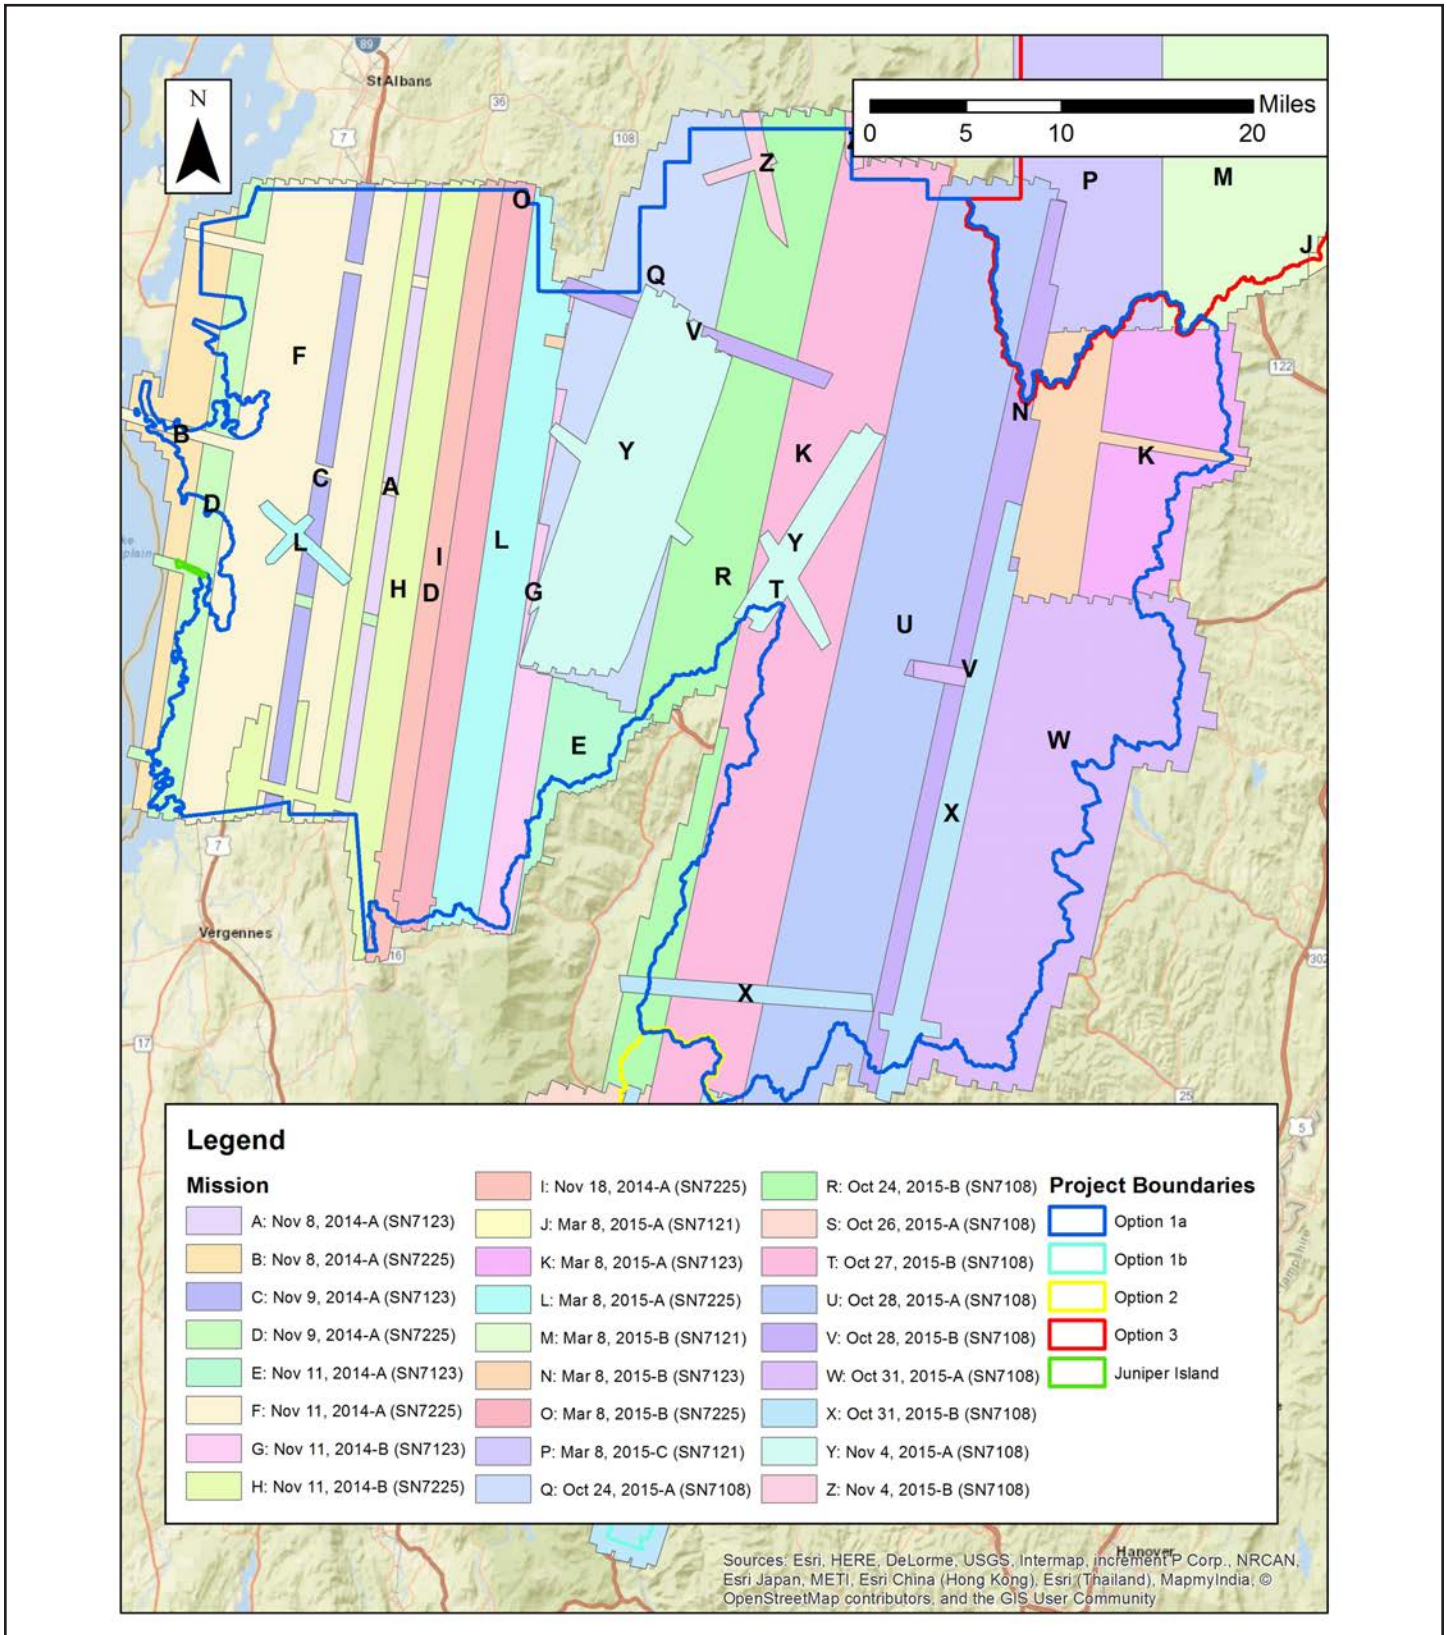 89
StAlbans
N
36
7
108
Miles
0 5 10 20
Z
P
M
O
J
Q
V
F
122
N
B
Y
K
K
C
A
D
L
L
I
Y
R
T
H
D
G
U
V
E
W
X
7
Vergennes
16
302
X
17
25
5
Legend
Mission
A: Nov 8, 2014-A (SN7123)
B: Nov 8, 2014-A (SN7225)
C: Nov 9, 2014-A (SN7123)
D: Nov 9, 2014-A (SN7225)
E: Nov 11, 2014-A (SN7123)
F: Nov 11, 2014-A (SN7225)
G: Nov 11, 2014-B (SN7123)
H: Nov 11, 2014-B (SN7225)
I: Nov 18, 2014-A (SN7225)
J: Mar 8, 2015-A (SN7121)
K: Mar 8, 2015-A (SN7123)
L: Mar 8, 2015-A (SN7225)
M: Mar 8, 2015-B (SN7121)
N: Mar 8, 2015-B (SN7123)
O: Mar 8, 2015-B (SN7225)
P: Mar 8, 2015-C (SN7121)
Q: Oct 24, 2015-A (SN7108)
R: Oct 24, 2015-B (SN7108)
S: Oct 26, 2015-A (SN7108)
T: Oct 27, 2015-B (SN7108)
U: Oct 28, 2015-A (SN7108)
V: Oct 28, 2015-B (SN7108)
W: Oct 31, 2015-A (SN7108)
X: Oct 31, 2015-B (SN7108)
Y: Nov 4, 2015-A (SN7108)
Z: Nov 4, 2015-B (SN7108)
Project Boundaries
Option 1a
Option 1b
Option 2
Option 3
Juniper Island
Hanover
Sources: Esri, HERE, DeLorme, USGS, Intermap, increment P Corp., NRCAN,
Esri Japan, METI, Esri China (Hong Kong), Esri (Thailand), MapmyIndia, ©
OpenStreetMap contributors, and the GIS User Community